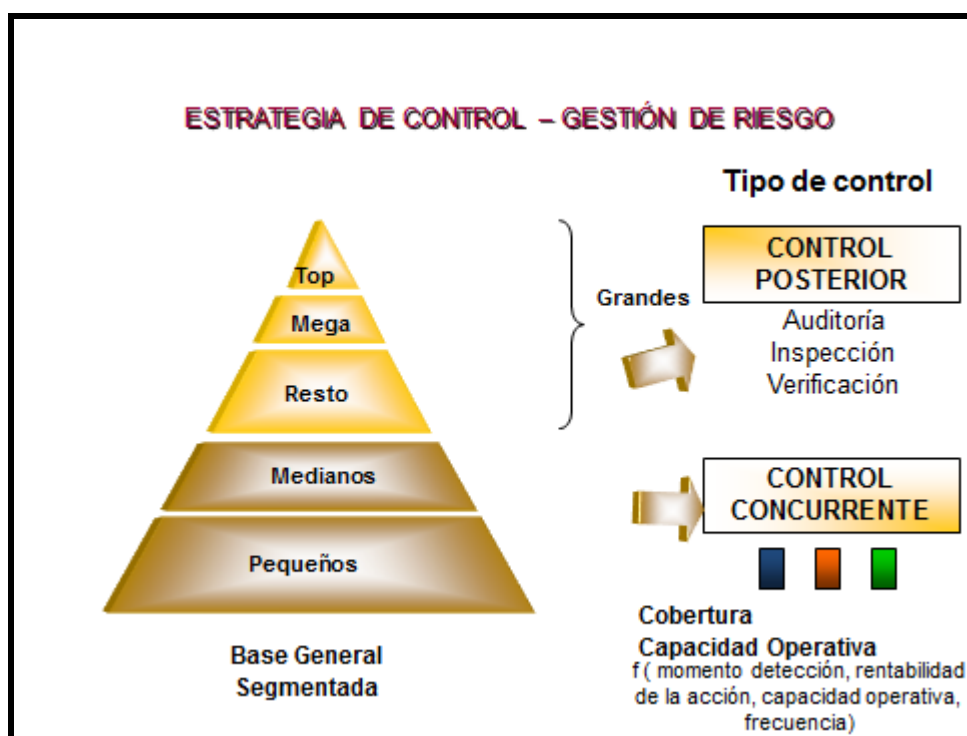 ESTRATEGIA DE CONTROL – GESTIÓN DE RIESGO
Tipo de control
Top
Mega
Resto
Medianos
Pequeños
Base General
Segmentada
Grandes
CONTROL
POSTERIOR
Auditoría
Inspección
Verificación
CONTROL
CONCURRENTE
Cobertura
Capacidad Operativa
f ( momento detección, rentabilidad
de la acción, capacidad operativa,
frecuencia)